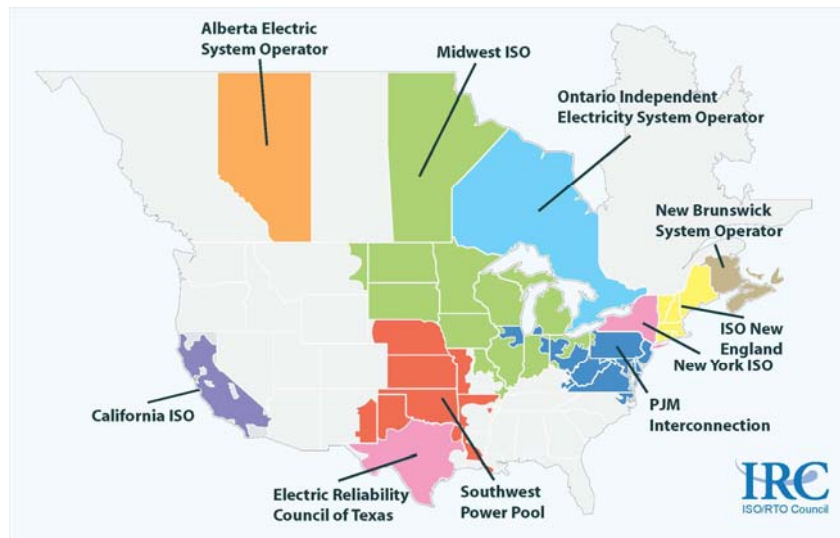 Alberta Electric
System Operator
Midwest ISO
Ontario Independent
Electricity System Operator
New Brunswick
System Operator
ISO New
England
New York ISO
PJM
Interconnection
California ISO
Electric Reliability
Council of Texas
Southwest
Power Pool
IRC
ISO/RTO Council